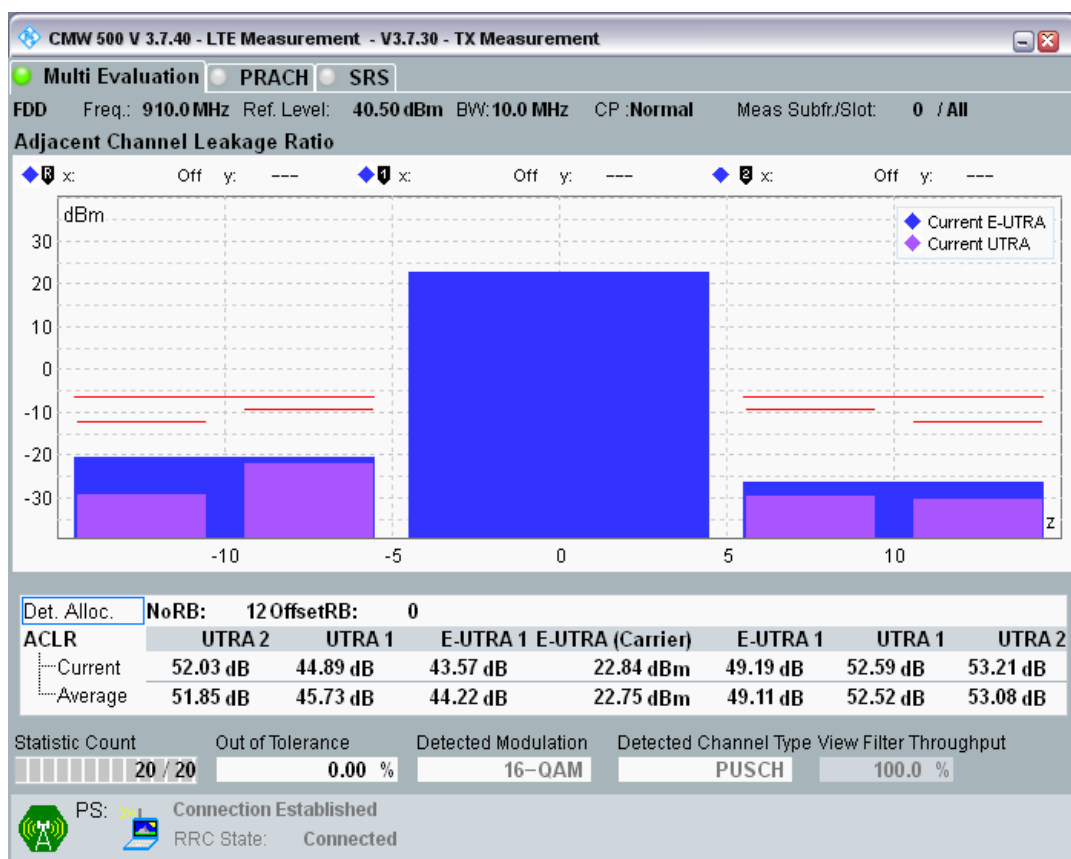 CMW 500 V 3.7.40 - LTE Measurement - V3.7.30 - TX Measurement
Multi Evaluation PRACH SRS
FDD Freq.: 910.0 MHz Ref. Level: 40.50 dBm BW: 10.0 MHz CP :Normal Meas Subfr./Slot: 0 / All
Adjacent Channel Leakage Ratio
R x: Off y: --- 1 x: Off y: --- 2 x: Off y: ---
dBm
Current E-UTRA
Current UTRA
30
20
10
0
-10
-20
-30
z
-10 -5 0 5 10
Det. Alloc. NoRB: 12 OffsetRB: 0
ACLR UTRA 2 UTRA 1 E-UTRA 1 E-UTRA (Carrier) E-UTRA 1 UTRA 1 UTRA 2
Current 52.03 dB 44.89 dB 43.57 dB 22.84 dBm 49.19 dB 52.59 dB 53.21 dB
Average 51.85 dB 45.73 dB 44.22 dB 22.75 dBm 49.11 dB 52.52 dB 53.08 dB
Statistic Count Out of Tolerance Detected Modulation Detected Channel Type View Filter Throughput
20 / 20 0.00 % 16-QAM PUSCH 100.0 %
PS: Connection Established
RRC State: Connected